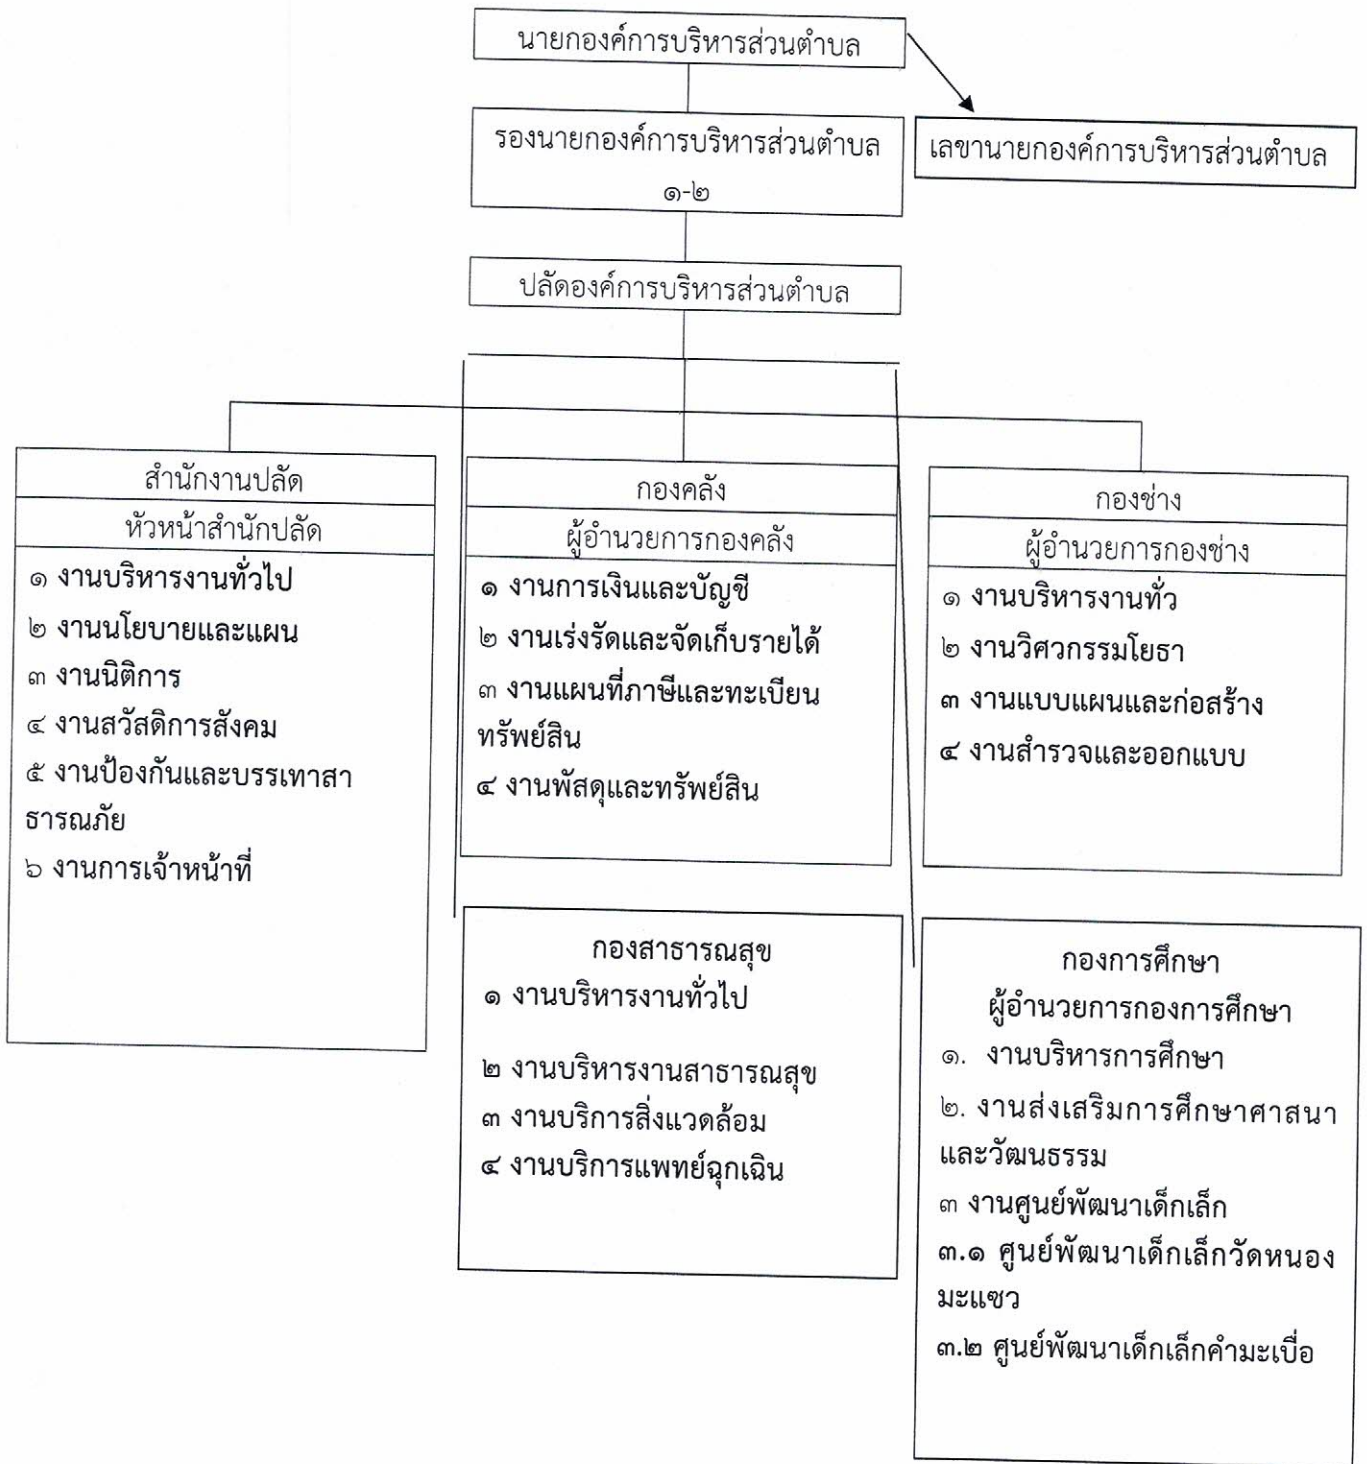 นายกองค์การบริหารส่วนตำบล
รองนายกองค์การบริหารส่วนตำบล
๑-๒
เลขานายกองค์การบริหารส่วนตำบล
ปลัดองค์การบริหารส่วนตำบล
สำนักงานปลัด
หัวหน้าสำนักปลัด
๑ งานบริหารงานทั่วไป
๒ งานนโยบายและแผน
๓ งานนิติการ
๔ งานสวัสดิการสังคม
๕ งานป้องกันและบรรเทาสา
ธารณภัย
๖ งานการเจ้าหน้าที่
กองคลัง
ผู้อำนวยการกองคลัง
๑ งานการเงินและบัญชี
๒ งานเร่งรัดและจัดเก็บรายได้
๓ งานแผนที่ภาษีและทะเบียน
ทรัพย์สิน
๔ งานพัสดุและทรัพย์สิน
กองช่าง
ผู้อำนวยการกองช่าง
๑ งานบริหารงานทั่ว
๒ งานวิศวกรรมโยธา
๓ งานแบบแผนและก่อสร้าง
๔ งานสำรวจและออกแบบ
กองสาธารณสุข
๑ งานบริหารงานทั่วไป
๒ งานบริหารงานสาธารณสุข
๓ งานบริการสิ่งแวดล้อม
๔ งานบริการแพทย์ฉุกเฉิน
กองการศึกษา
ผู้อำนวยการกองการศึกษา
๑. งานบริหารการศึกษา
๒. งานส่งเสริมการศึกษาศาสนา
และวัฒนธรรม
๓ งานศูนย์พัฒนาเด็กเล็ก
๓.๑ ศูนย์พัฒนาเด็กเล็กวัดหนอง
มะแซว
๓.๒ ศูนย์พัฒนาเด็กเล็กคำมะเบื่อ